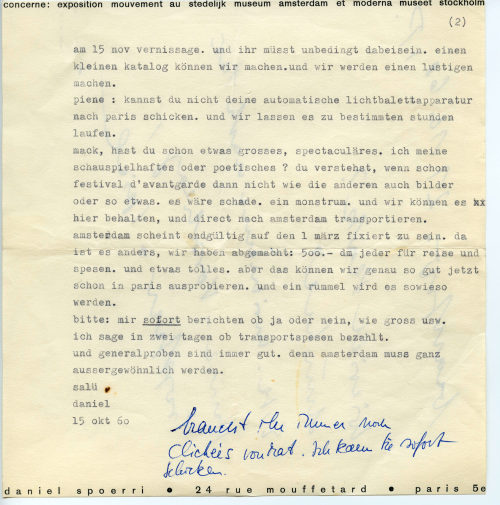 concerne: exposition mouvement au stedelijk museum amsterdam et moderna museet stockholm
(2)
am 15 nov vernissage. und ihr müsst unbedingt dabeisein. einen
kleinen katalog können wir machen.und wir werden einen lustigen
machen.
piene : kannst du nicht deine automatische lichtbalettapparatur
nach paris schicken. und wir lassen es zu bestimmten stunden
laufen.
mack, hast du schon etwas grosses, spectaculäres. ich meine
schauspielhaftes oder poetisches ? du verstehst, wenn schon
festival d'avantgarde dann nicht wie die anderen auch bilder
oder so etwas. es wäre schade. ein monstrum. und wir können es xx
hier behalten, und direct nach amsterdam transportieren.
amsterdam scheint endgültig auf den 1 märz fixiert zu sein. da
ist es anders, wir haben abgemacht: 500.- dm jeder für reise und
spesen. und etwas tolles. aber das können wir genau so gut jetzt
schon in paris ausprobieren. und ein rummel wird es sowieso
werden.
bitte: mir sofort berichten ob ja oder nein, wie gross usw.
ich sage in zwei tagen ob transportspesen bezahlt.
und generalproben sind immer gut. denn amsterdam muss ganz
aussergewöhnlich werden.
salü
daniel
15 okt 60
braucht ihr immer noch
Clichées vorrat. Ich kann sie sofort
schicken.
daniel spoerri • 24 rue mouffetard • paris 5e